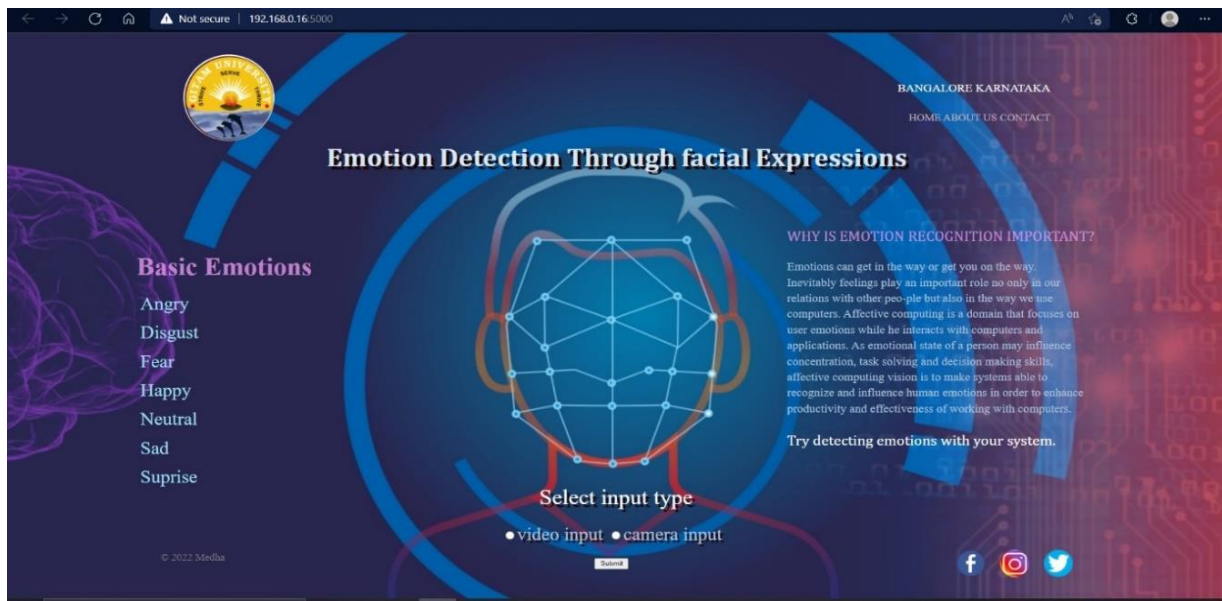 Not secure 192.168.0.16:5000
GITAM UNIVERSITY
STRIVE SERVE THRIVE
BANGALORE KARNATAKA
HOME ABOUT US CONTACT
Emotion Detection Through facial Expressions
Basic Emotions
Angry
Disgust
Fear
Happy
Neutral
Sad
Suprise
WHY IS EMOTION RECOGNITION IMPORTANT?
Emotions can get in the way or get you on the way.
Inevitably feelings play an important role no only in our
relations with other peo-ple but also in the way we use
computers. Affective computing is a domain that focuses on
user emotions while he interacts with computers and
applications. As emotional state of a person may influence
concentration, task solving and decision making skills,
affective computing vision is to make systems able to
recognize and influence human emotions in order to enhance
productivity and effectiveness of working with computers.
Try detecting emotions with your system.
Select input type
video input camera input
Submit
© 2022 Medha